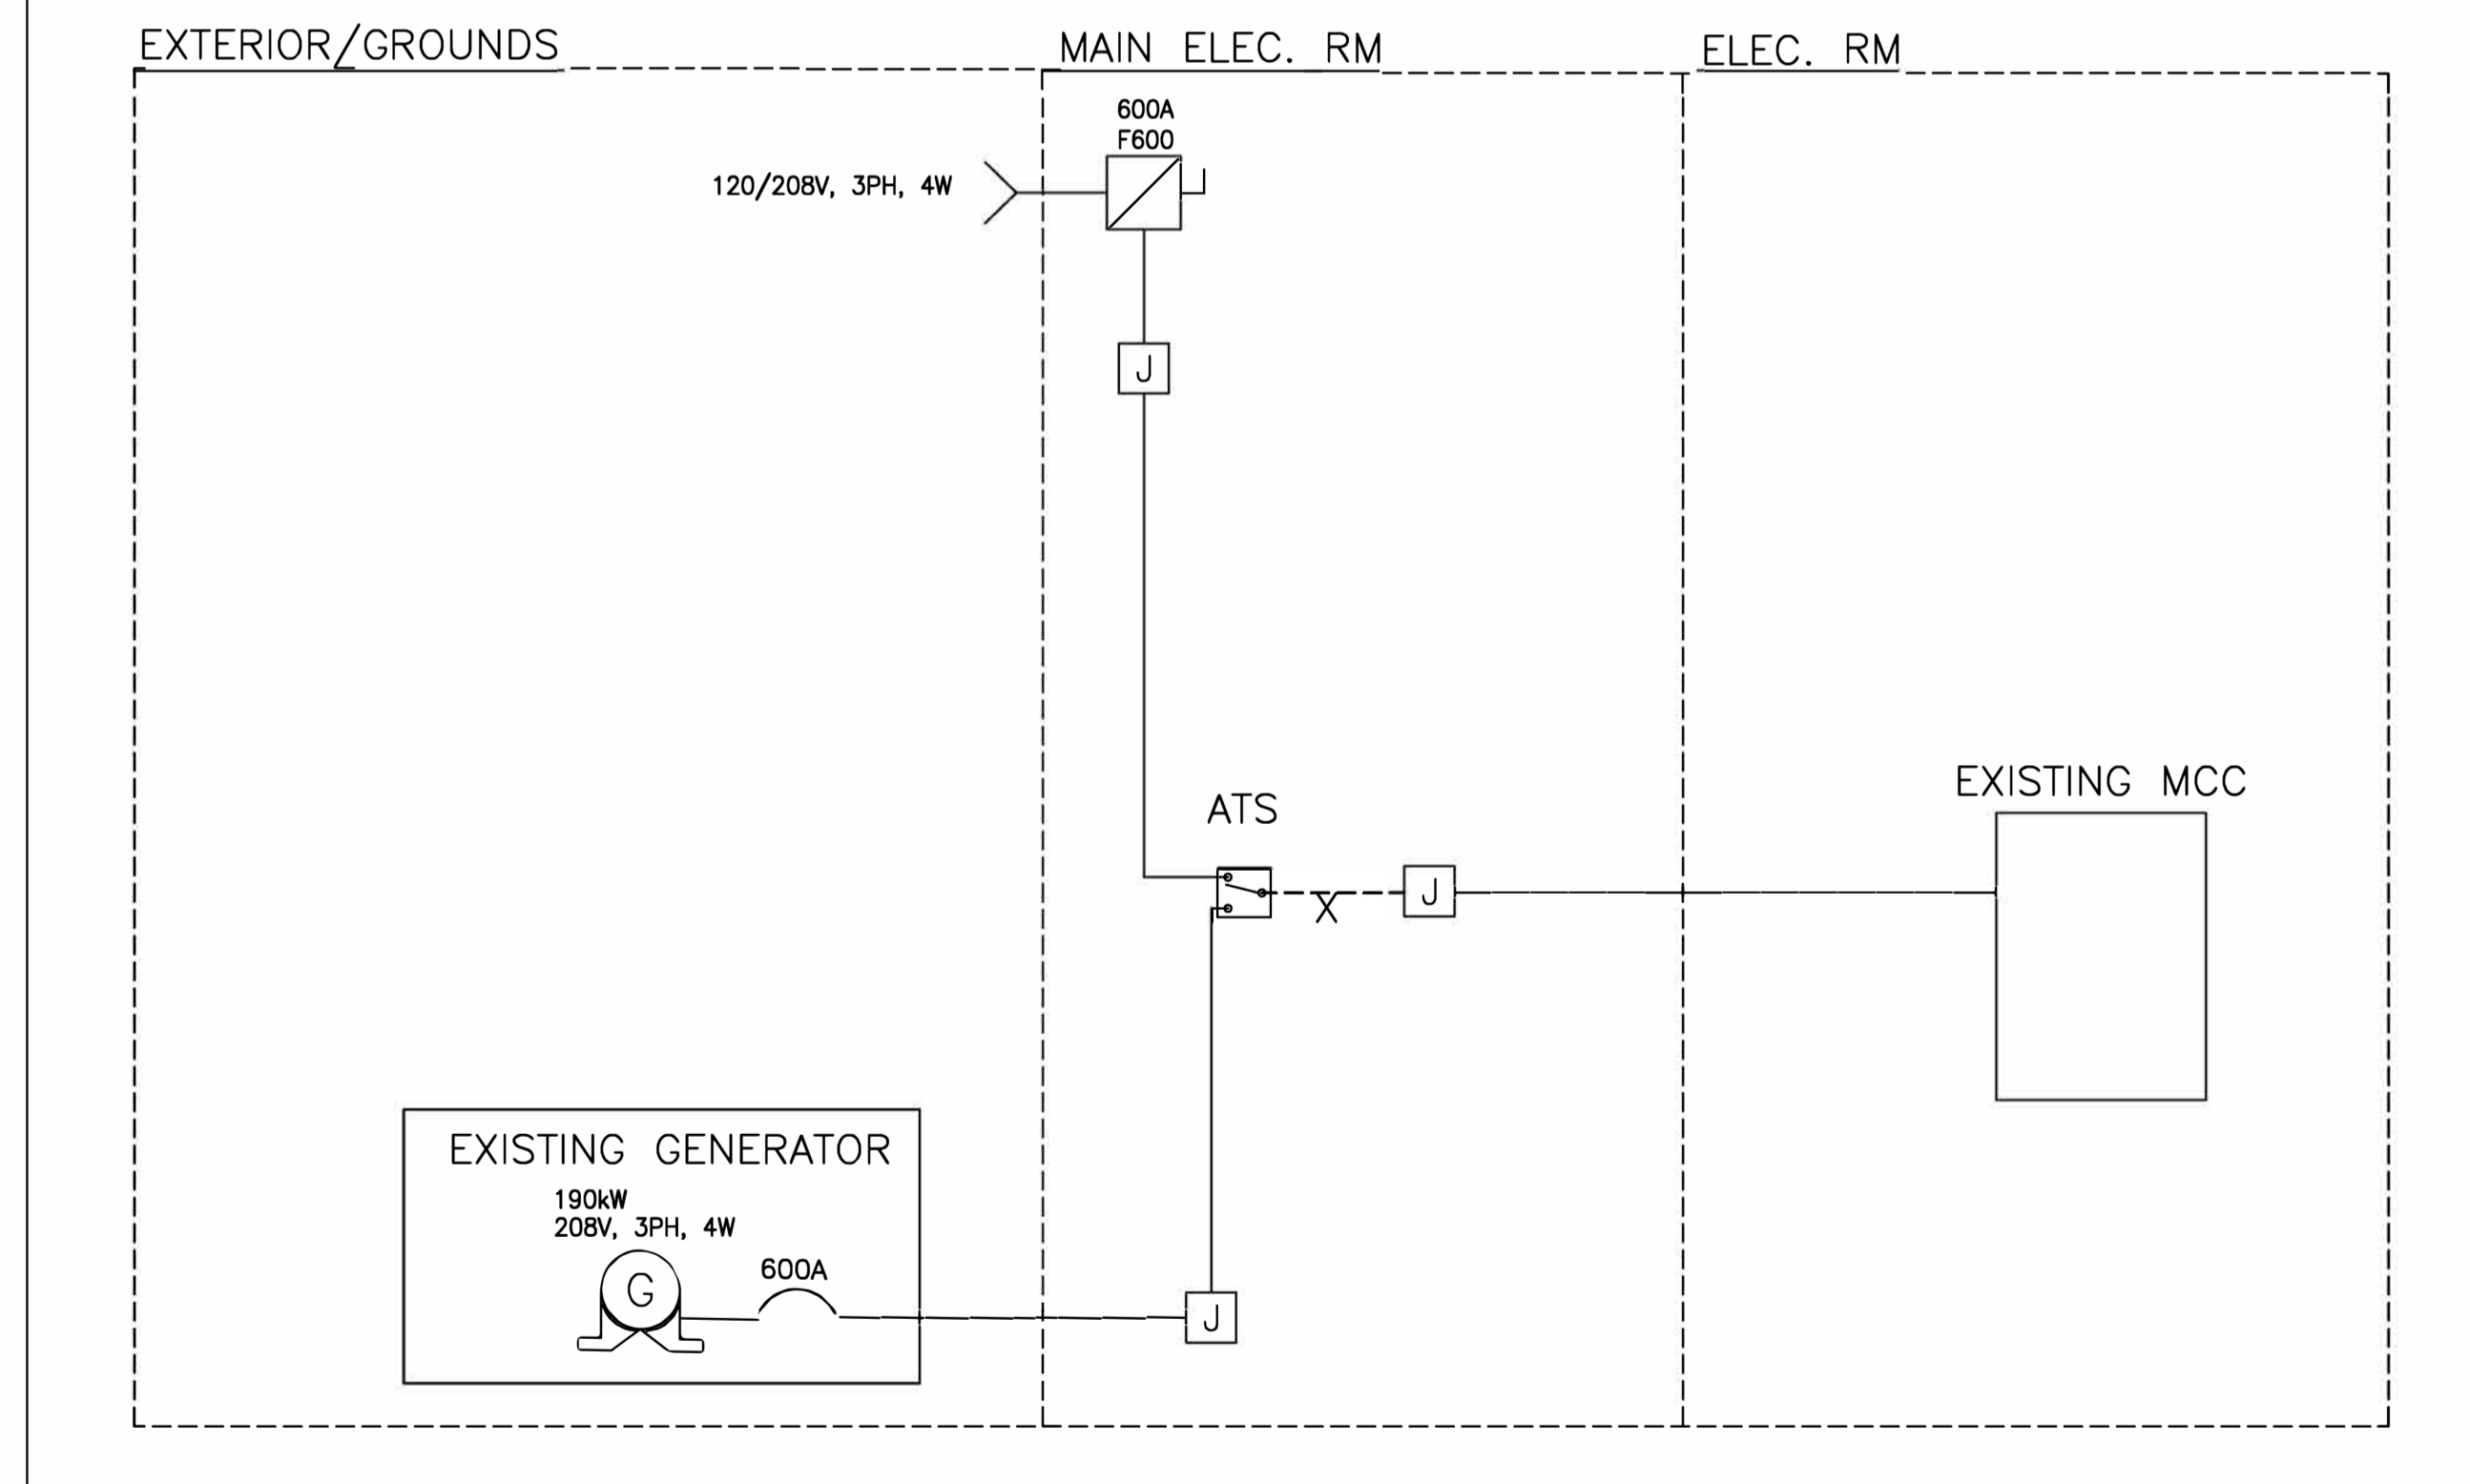 EXTERIOR/GROUNDS
MAIN ELEC. RM
ELEC. RM
600A
F600
120/208V, 3PH, 4W
J
ATS
X
J
EXISTING MCC
EXISTING GENERATOR
190kW
208V, 3PH, 4W
G
600A
J